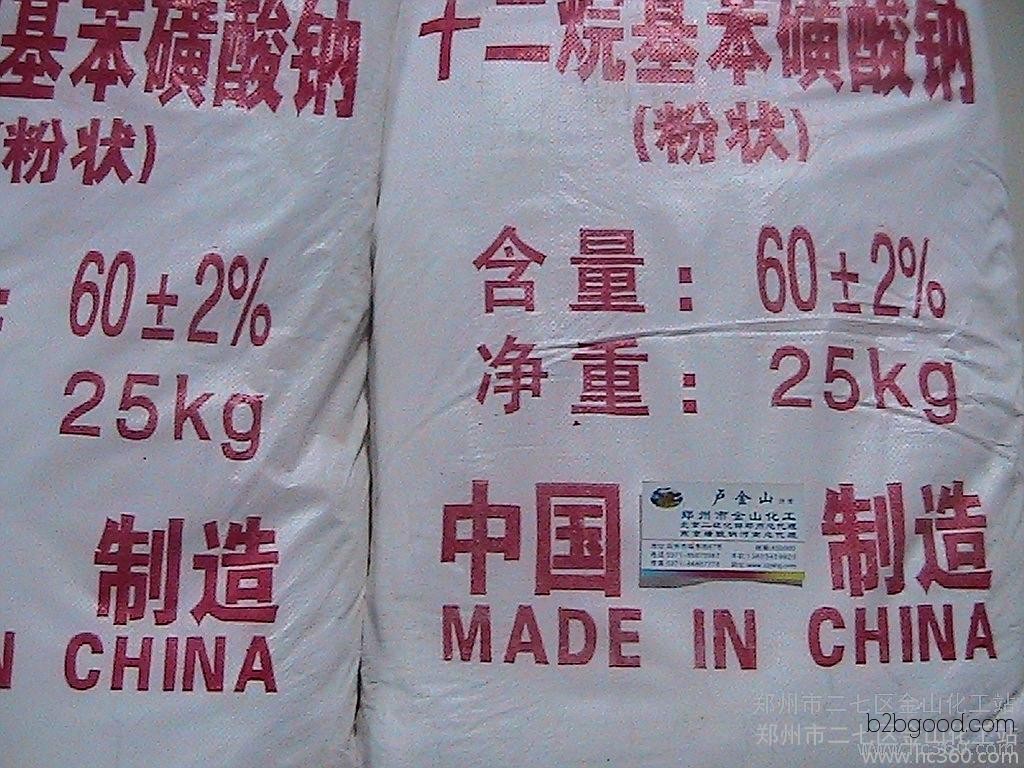 基苯磺酸钠
(粉状)
: 60±2%
25kg
制造
N CHINA
十二烷基苯磺酸钠
(粉状)
含量: 60±2%
净重: 25kg
中国 制造
MADE IN CHINA
卢金山
郑州市金山化工
郑州市二七区金山化工站
b2bgood.com
郑州市二七区金山化工站
www.hc360.com